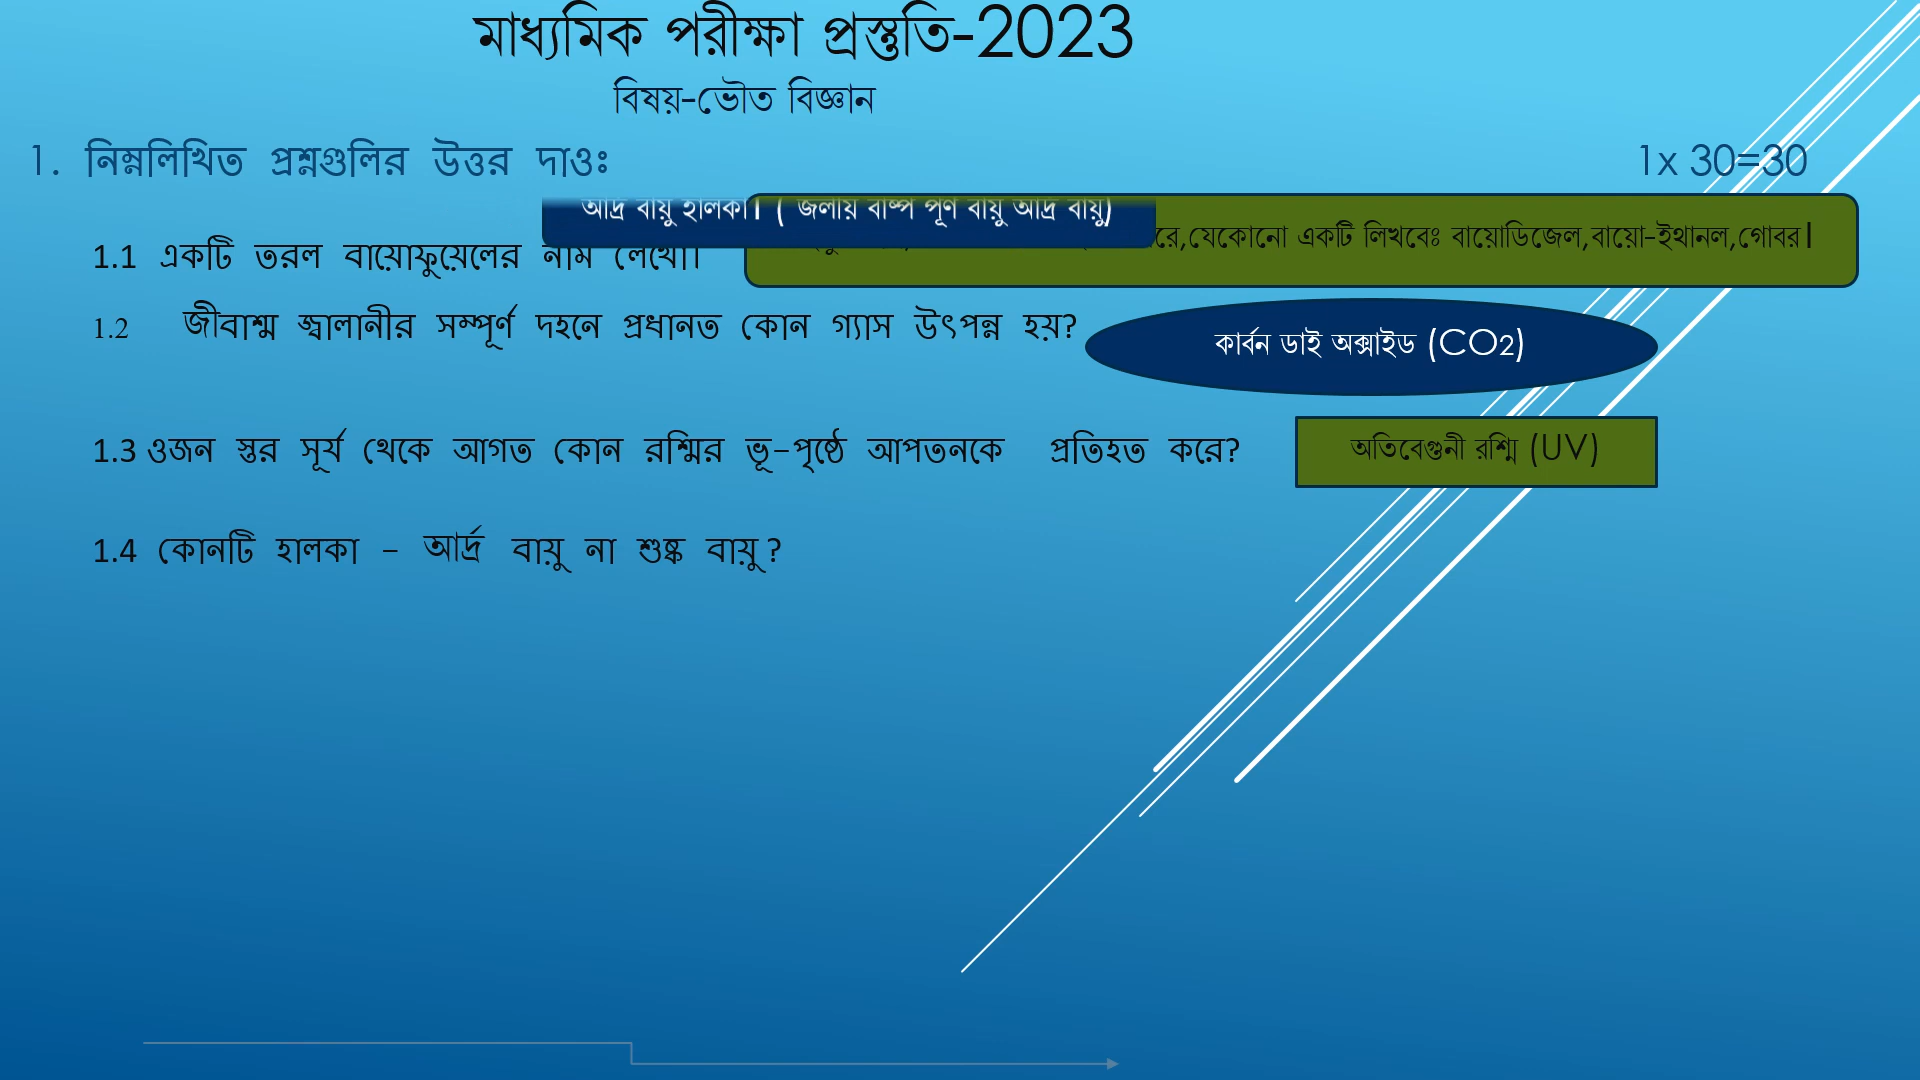 মাধ্যমিক পরীক্ষা প্রস্তুতি-2023
বিষয়-ভৌত বিজ্ঞান
1. নিম্নলিখিত প্রশ্নগুলির উত্তর দাওঃ 1x 30=30
আর্দ্র বায়ু হালকা। ( জলীয় বাষ্প পূর্ণ বায়ু আর্দ্র বায়ু)
1.1 একটি তরল বায়োফুয়েলের নাম লেখো। যেকোনো একটি লিখবেঃ বায়োডিজেল,বায়ো-ইথানল,গোবর।
1.2 জীবাশ্ম জ্বালানীর সম্পূর্ণ দহনে প্রধানত কোন গ্যাস উৎপন্ন হয়? কার্বন ডাই অক্সাইড (CO2)
1.3 ওজন স্তর সূর্য থেকে আগত কোন রশ্মির ভূ-পৃষ্ঠে আপতনকে প্রতিহত করে? অতিবেগুনী রশ্মি (UV)
1.4 কোনটি হালকা - আর্দ্র বায়ু না শুষ্ক বায়ু?